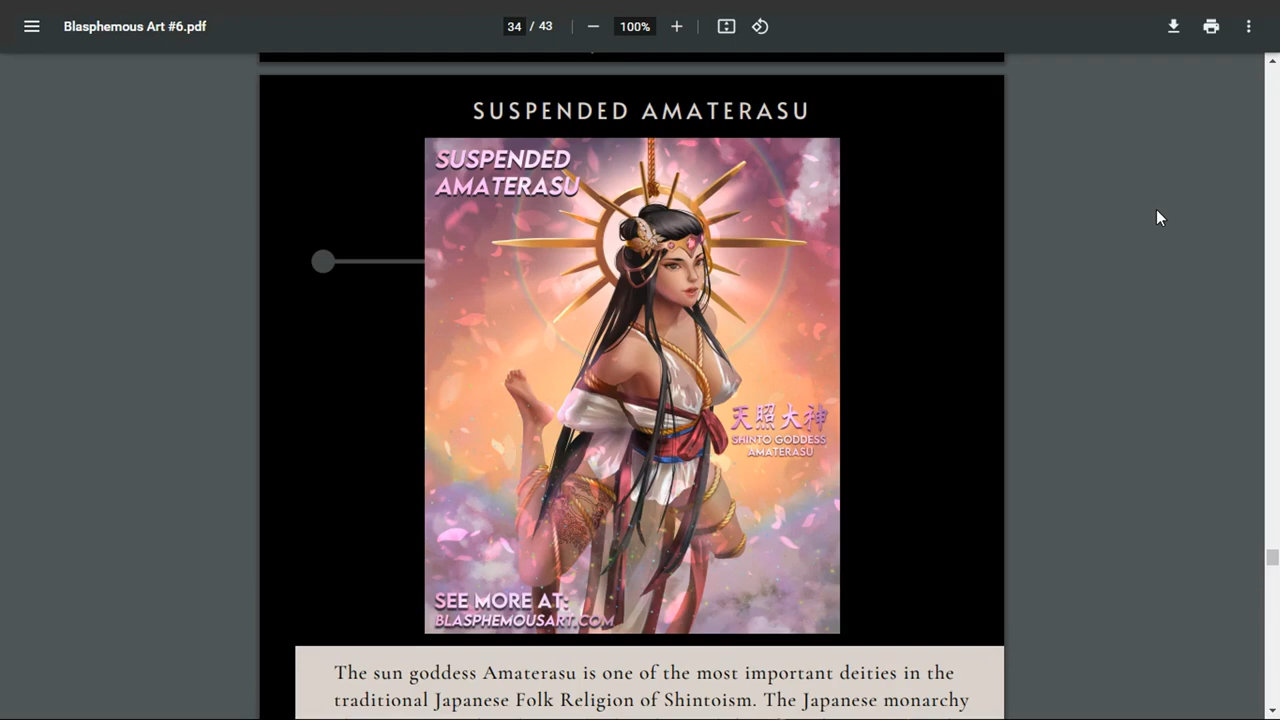 Blasphemous Art #6.pdf
34 / 43
100%
SUSPENDED AMATERASU
SUSPENDED
AMATERASU
天照大神
SHINTO GODDESS
AMATERASU
SEE MORE AT:
BLASPHEMOUSART.COM
The sun goddess Amaterasu is one of the most important deities in the
traditional Japanese Folk Religion of Shintoism. The Japanese monarchy